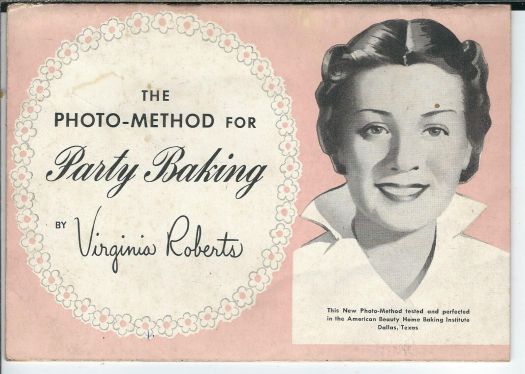 THE
PHOTO-METHOD FOR
Party Baking
BY Virginia Roberts
This New Photo-Method tested and perfected
in the American Beauty Home Baking Institute
Dallas, Texas